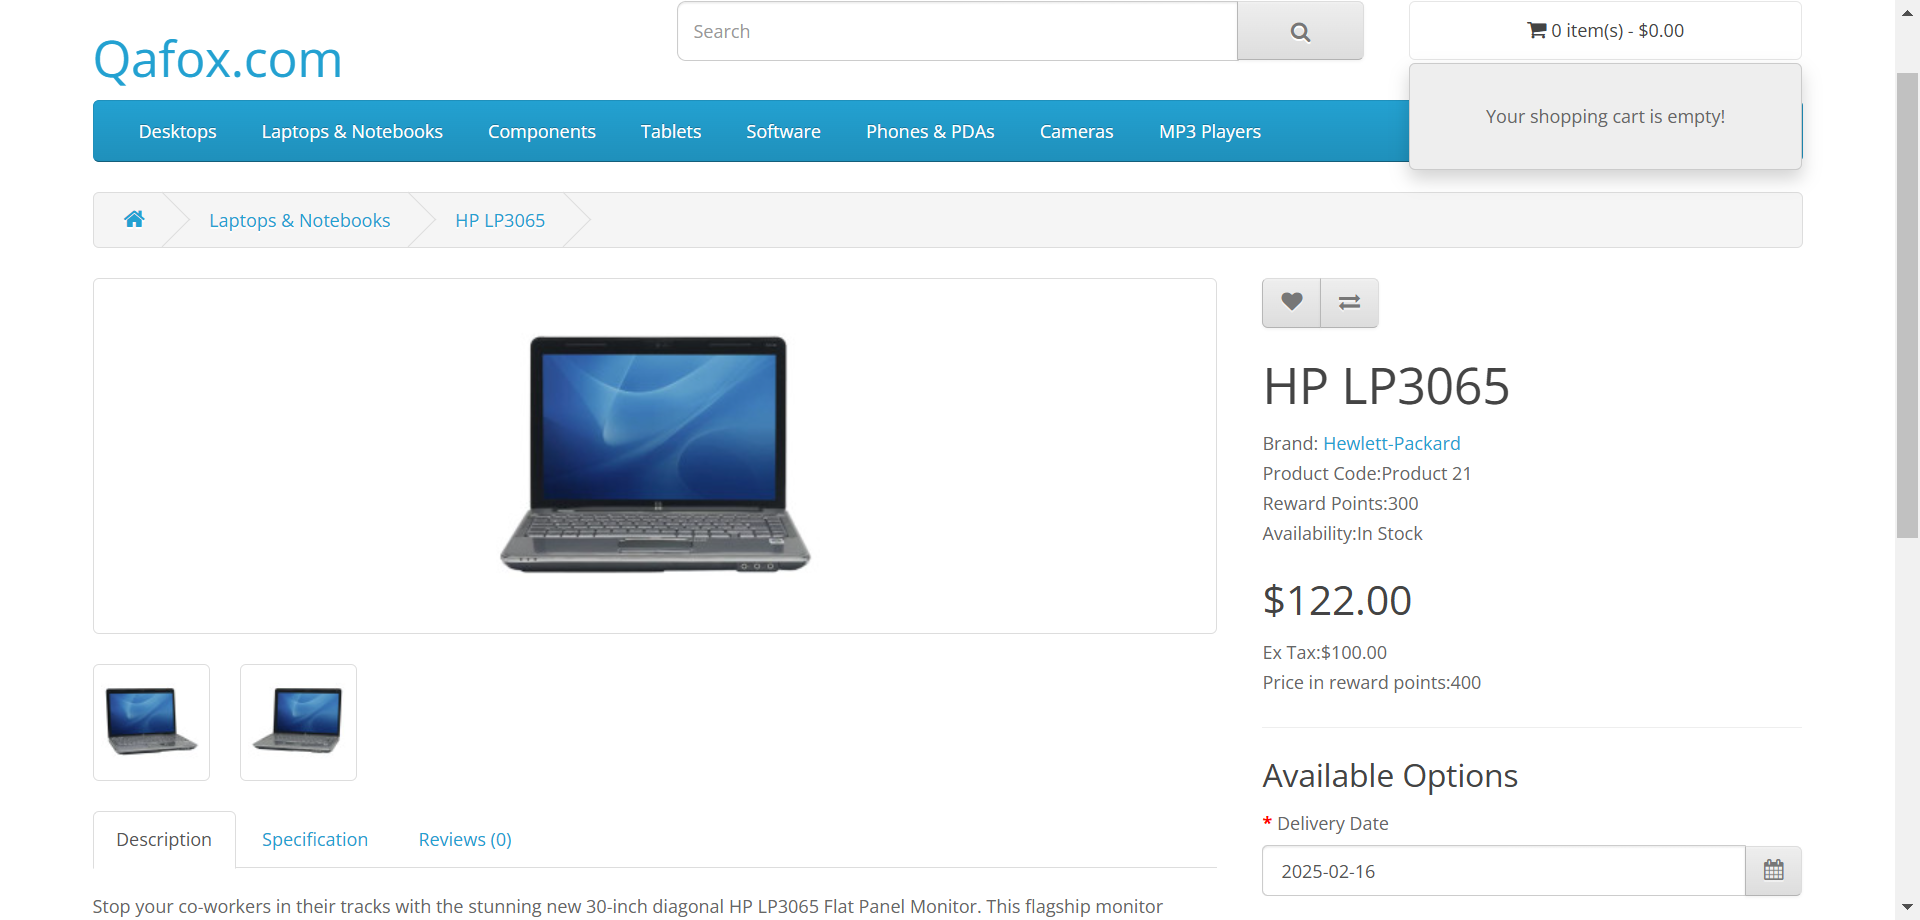 Qafox.com
Search
0 item(s) - $0.00
Your shopping cart is empty!
Desktops
Laptops & Notebooks
Components
Tablets
Software
Phones & PDAs
Cameras
MP3 Players
Laptops & Notebooks
HP LP3065
HP LP3065
Brand: Hewlett-Packard
Product Code:Product 21
Reward Points:300
Availability:In Stock
$122.00
Ex Tax:$100.00
Price in reward points:400
Available Options
* Delivery Date
2025-02-16
Description
Specification
Reviews (0)
Stop your co-workers in their tracks with the stunning new 30-inch diagonal HP LP3065 Flat Panel Monitor. This flagship monitor